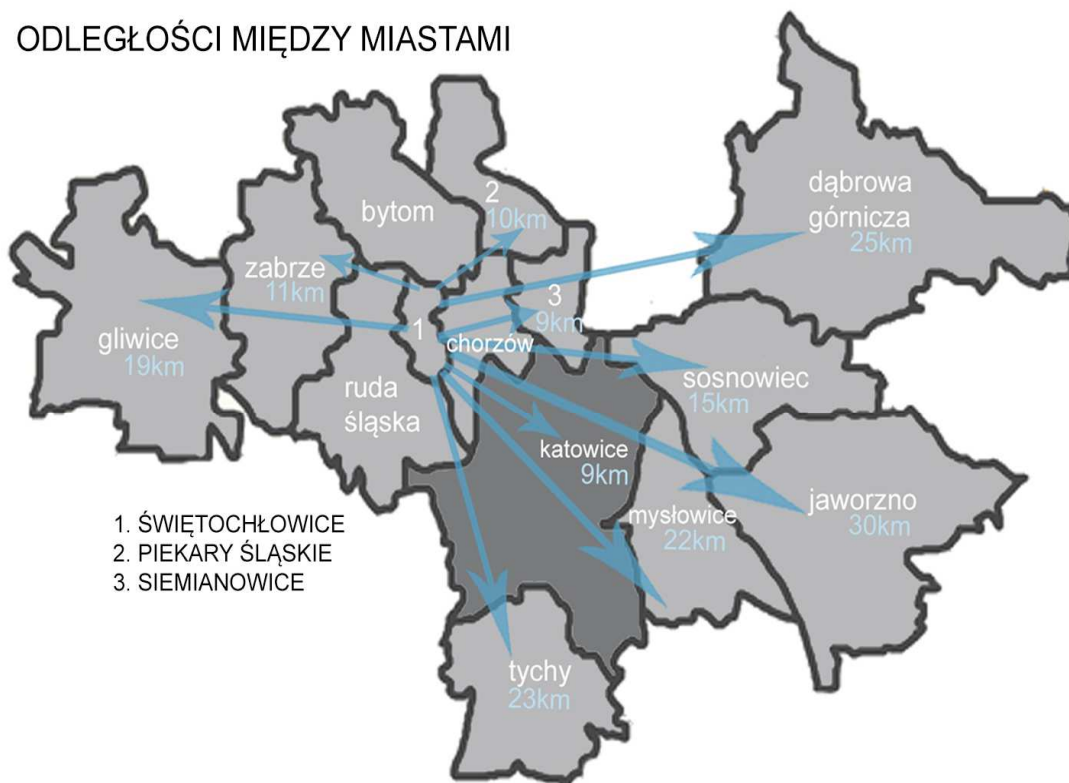 ODLEGŁOŚCI MIĘDZY MIASTAMI
dąbrowa
górnicza
25km
2
10km
bytom
zabrze
11km
3
9km
1
chorzów
gliwice
19km
sosnowiec
15km
ruda
śląska
katowice
9km
jaworzno
30km
mysłowice
22km
1. ŚWIĘTOCHŁOWICE
2. PIEKARY ŚLĄSKIE
3. SIEMIANOWICE
tychy
23km